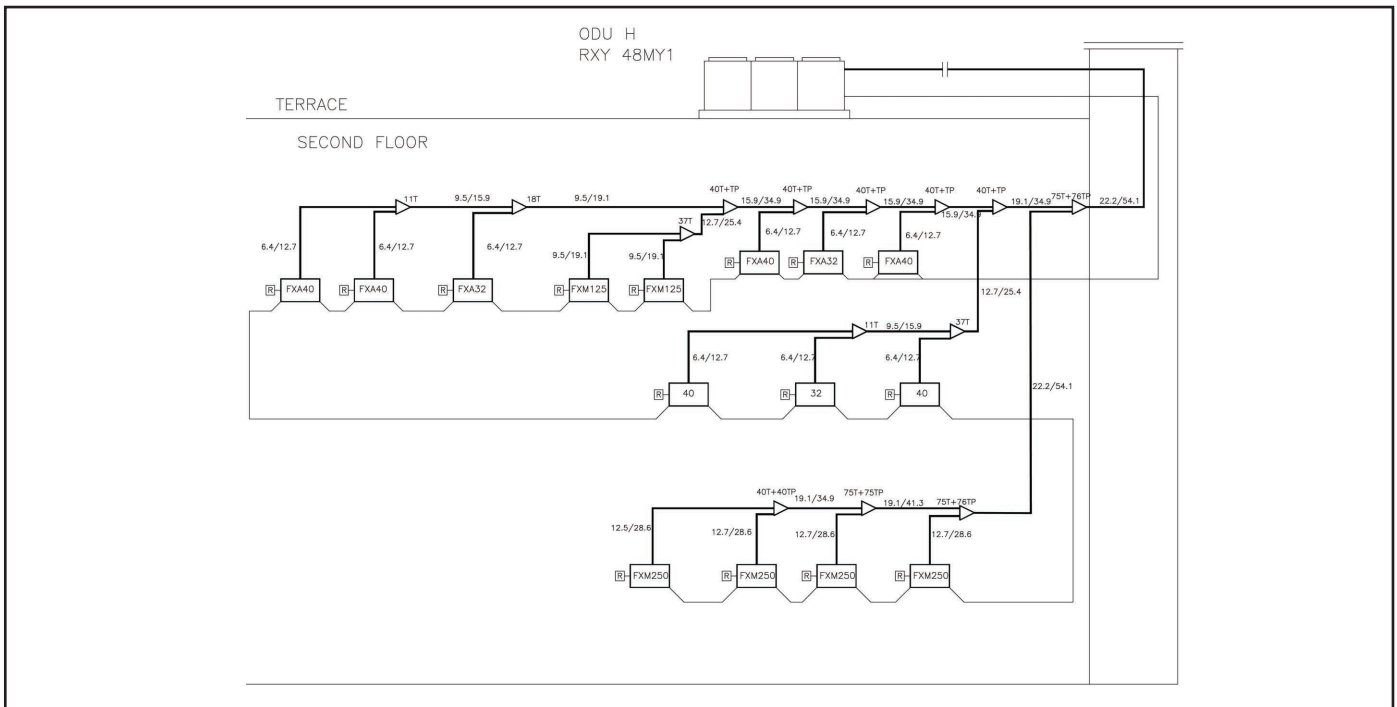 ODU H
RXY 48MY1
TERRACE
SECOND FLOOR
11T
9.5/15.9
18T
9.5/19.1
40T+TP
15.9/34.9
40T+TP
15.9/34.9
40T+TP
15.9/34.9
40T+TP
15.9/34.9
40T+TP
19.1/34.9
75T+76TP
22.2/54.1
37T
12.7/25.4
6.4/12.7
6.4/12.7
6.4/12.7
9.5/19.1
9.5/19.1
6.4/12.7
6.4/12.7
6.4/12.7
R
FXA40
R
FXA32
R
FXA40
R
FXA40
R
FXA40
R
FXA32
R
FXM125
R
FXM125
12.7/25.4
11T
9.5/15.9
37T
6.4/12.7
6.4/12.7
6.4/12.7
22.2/54.1
R
40
R
32
R
40
40T+40TP
19.1/34.9
75T+75TP
19.1/41.3
75T+76TP
12.5/28.6
12.7/28.6
12.7/28.6
12.7/28.6
R
FXM250
R
FXM250
R
FXM250
R
FXM250